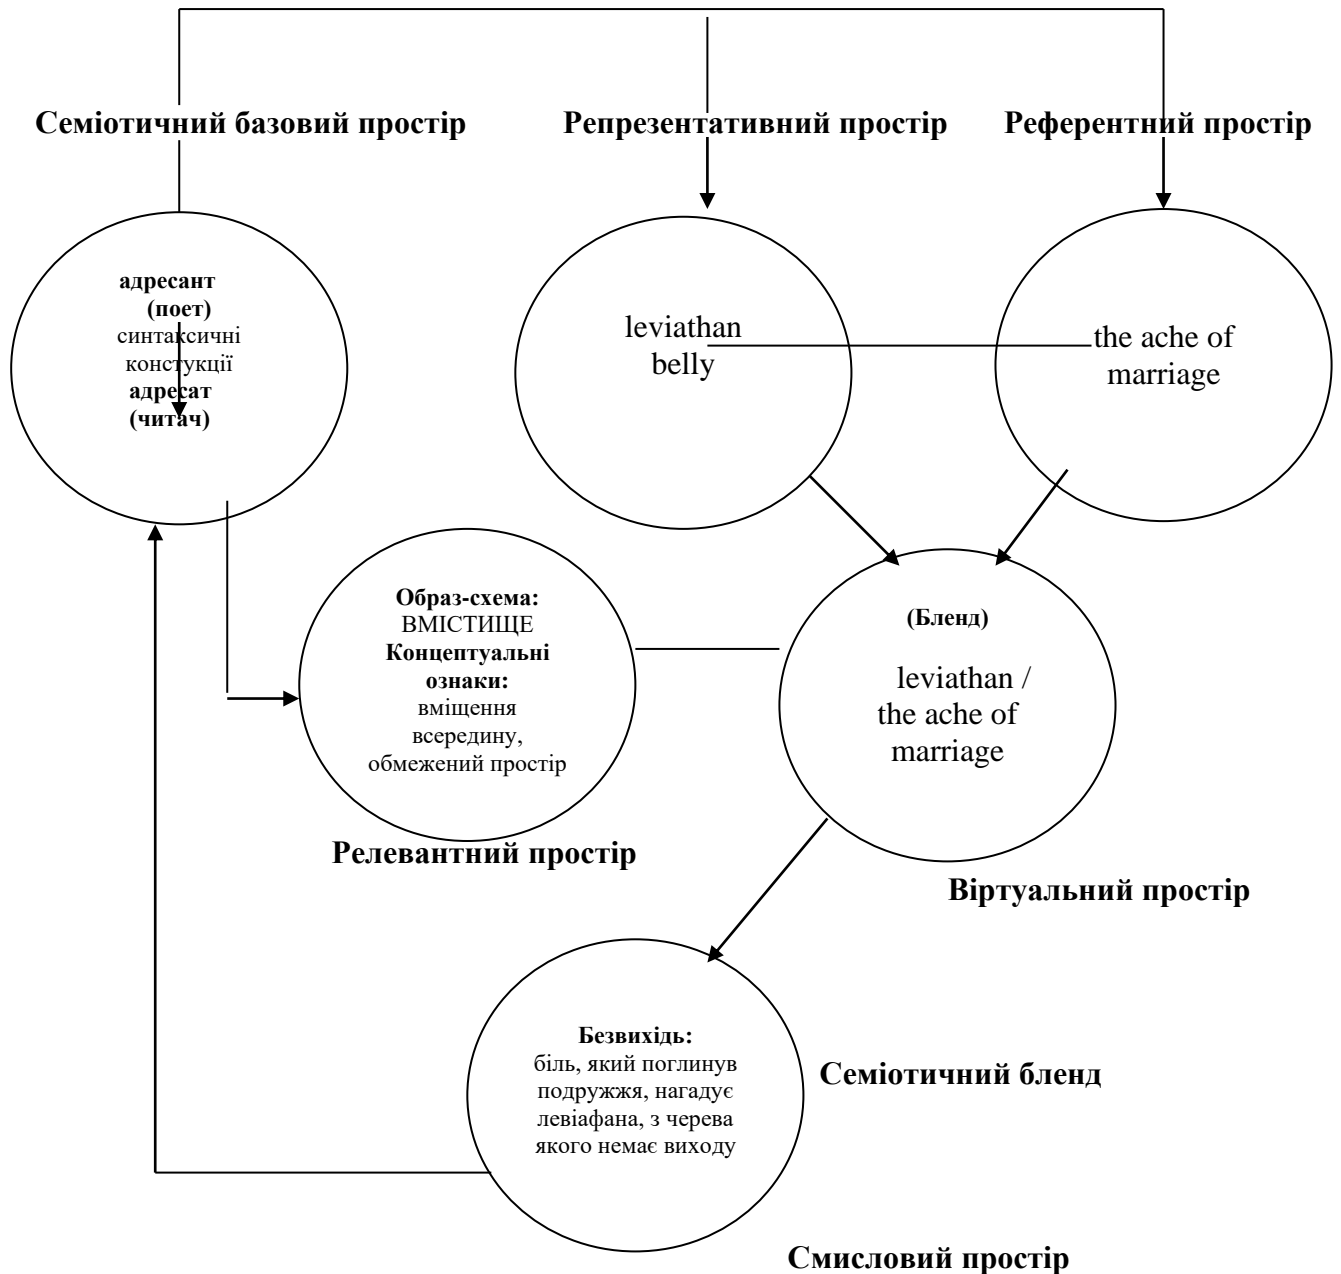 Семіотичний базовий простір
Репрезентативний простір
Референтний простір
адресант
(поет)
синтаксичні
констукції
адресат
(читач)
leviathan
belly
the ache of
marriage
Образ-схема:
ВМІСТИЩЕ
Концептуальні
ознаки:
вміщення
всередину,
обмежений простір
Релевантний простір
(Бленд)
leviathan /
the ache of
marriage
Віртуальний простір
Безвихідь:
біль, який поглинув
подружжя, нагадує
левіафана, з черева
якого немає виходу
Семіотичний бленд
Смисловий простір